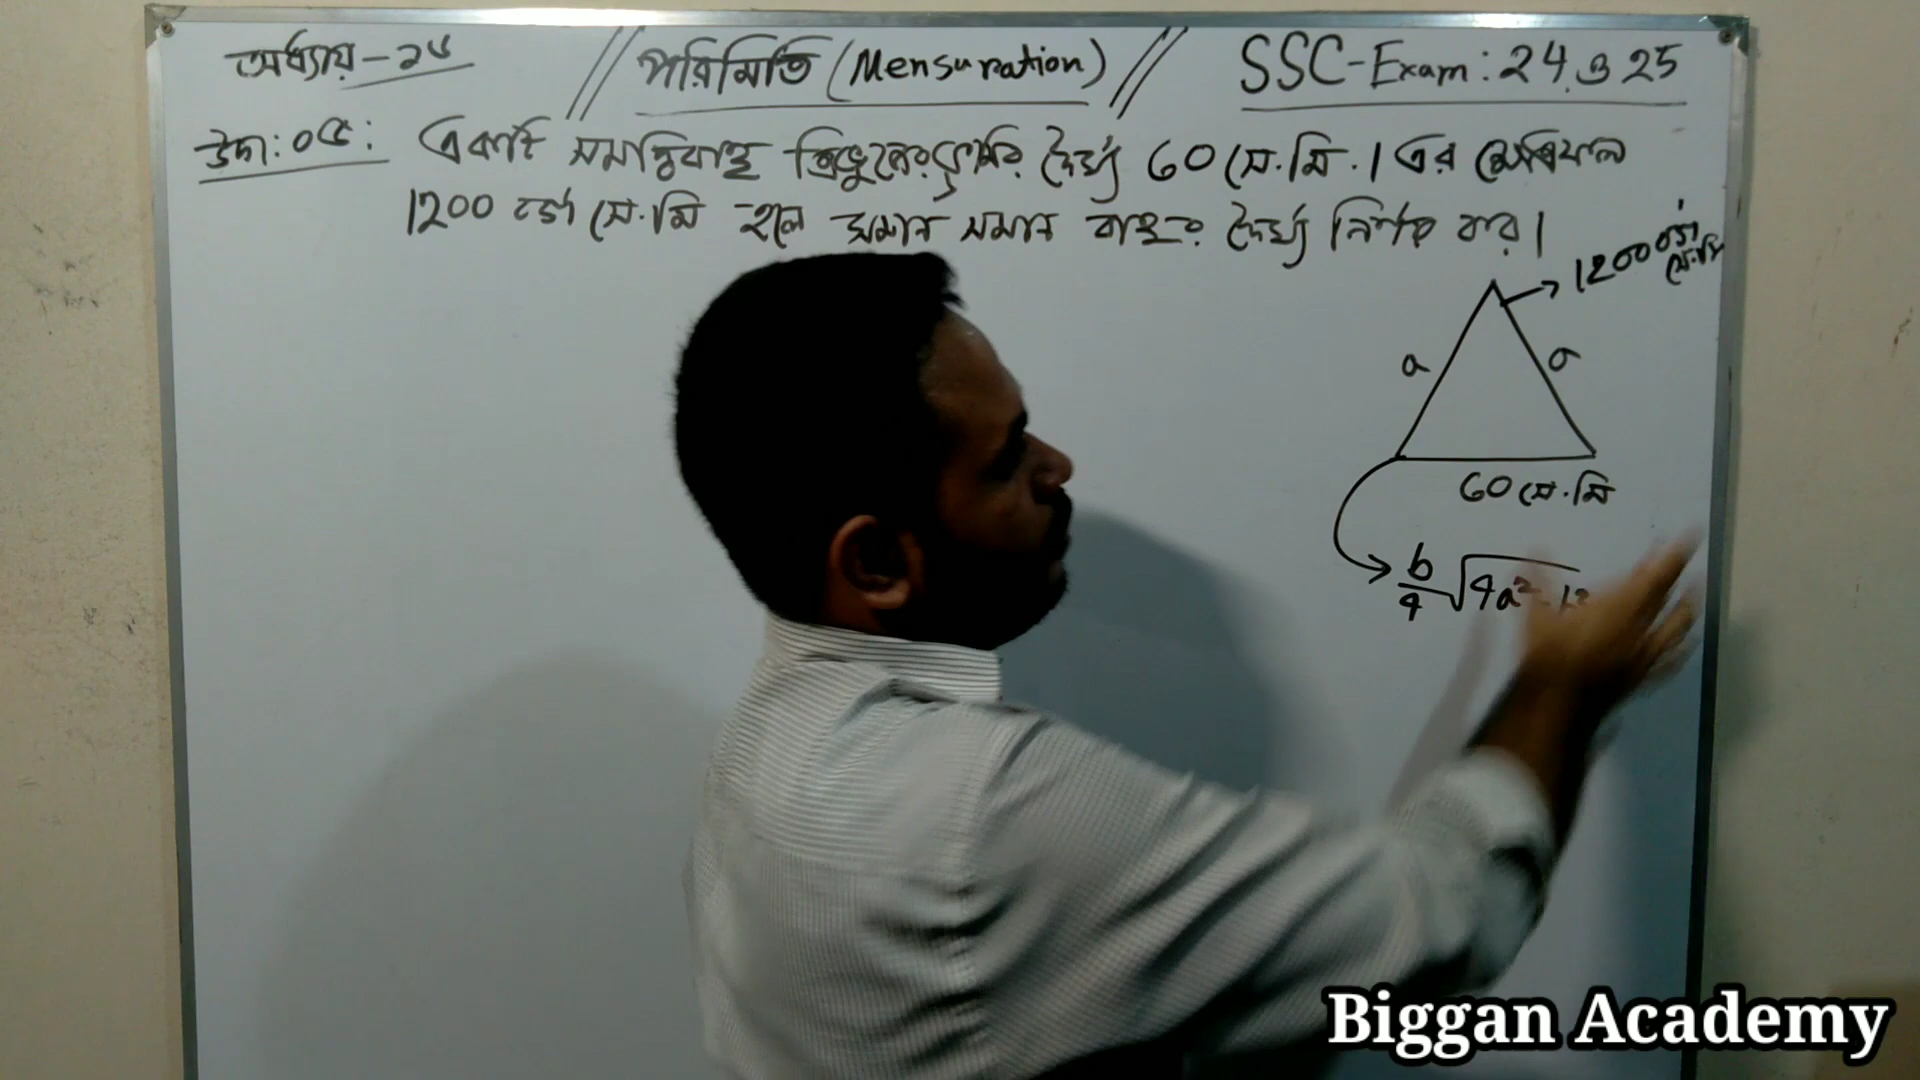 অধ্যায়-১৬ // পরিমিতি (Mensuration) // SSC-Exam: 24 ও 25
উদা: ০৫: একটি সমদ্বিবাহু ত্রিভুজের ভূমির দৈর্ঘ্য 60 সে.মি.। এর ক্ষেত্রফল
1200 বর্গ সে.মি হলে সমান সমান বাহুর দৈর্ঘ্য নির্ণয় কর।
1200 বর্গ সে.মি
a a
60 সে.মি
b/4 √4a²-b²
Biggan Academy